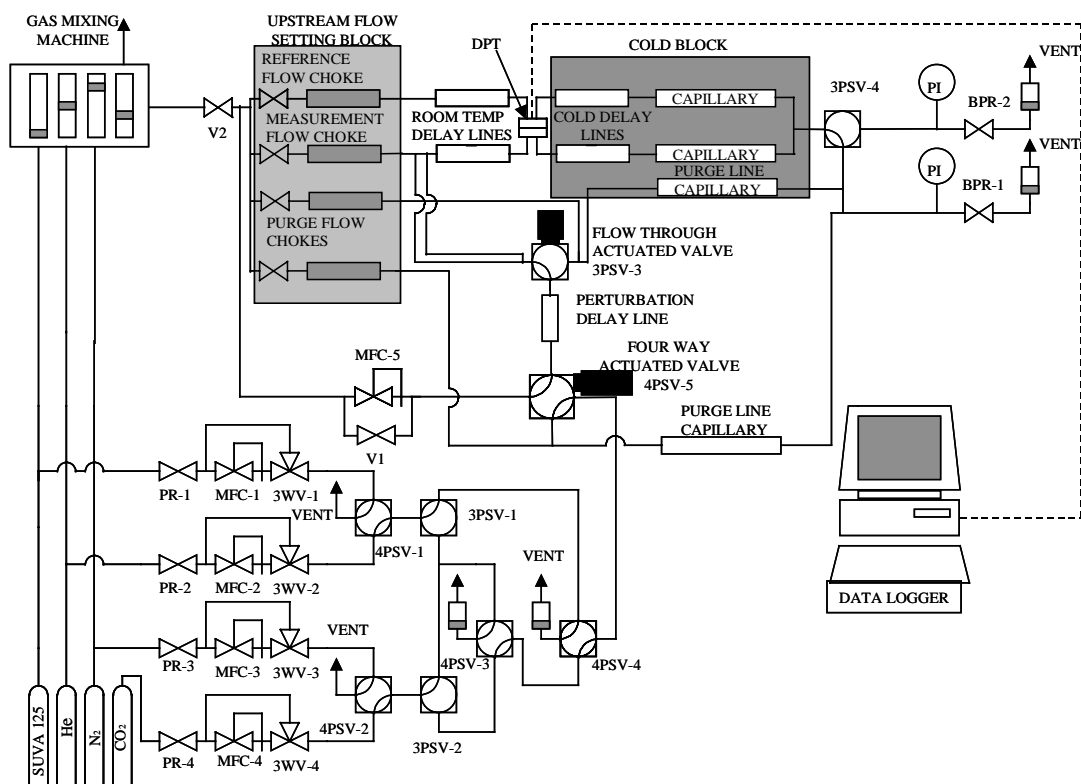 GAS MIXING
MACHINE
UPSTREAM FLOW
SETTING BLOCK
REFERENCE
FLOW CHOKE
MEASUREMENT
FLOW CHOKE
PURGE FLOW
CHOKES
V2
ROOM TEMP
DELAY LINES
DPT
COLD BLOCK
CAPILLARY
COLD DELAY
LINES
CAPILLARY
PURGE LINE
CAPILLARY
3PSV-4
PI
BPR-2
VENT
PI
BPR-1
VENT
FLOW THROUGH
ACTUATED VALVE
3PSV-3
PERTURBATION
DELAY LINE
FOUR WAY
ACTUATED VALVE
4PSV-5
MFC-5
V1
PURGE LINE
CAPILLARY
PR-1
MFC-1
3WV-1
VENT
4PSV-1
3PSV-1
PR-2
MFC-2
3WV-2
VENT
4PSV-3
4PSV-4
PR-3
MFC-3
3WV-3
VENT
4PSV-2
3PSV-2
PR-4
MFC-4
3WV-4
SUVA 125
He
N2
CO2
DATA LOGGER